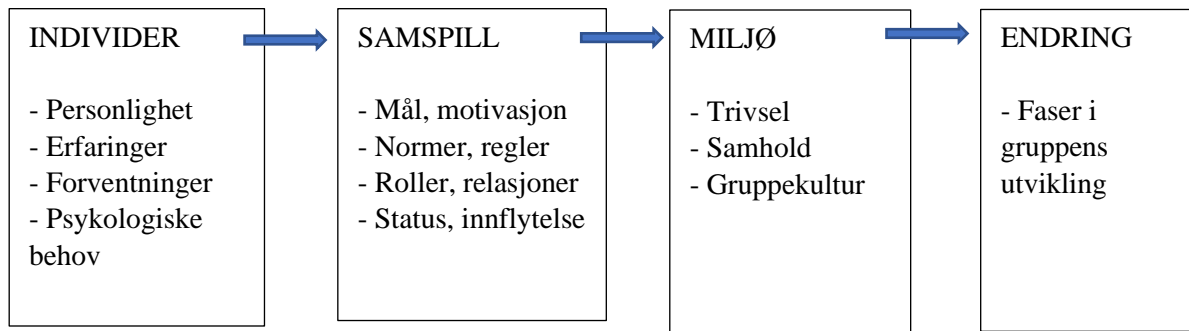 INDIVIDER
- Personlighet
- Erfaringer
- Forventninger
- Psykologiske
behov
SAMSPILL
- Mål, motivasjon
- Normer, regler
- Roller, relasjoner
- Status, innflytelse
MILJØ
- Trivsel
- Samhold
- Gruppekultur
ENDRING
- Faser i
gruppens
utvikling